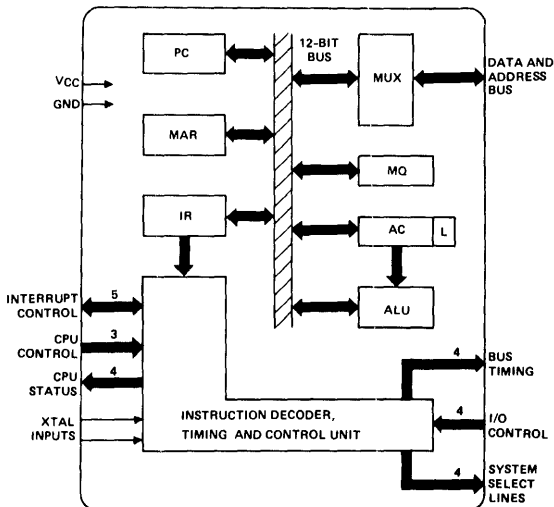 PC
12-BIT
BUS
MUX
DATA AND
ADDRESS
BUS
VCC
GND
MAR
MQ
IR
AC
L
ALU
INTERRUPT
CONTROL
5
CPU
CONTROL
3
CPU
STATUS
4
XTAL
INPUTS
INSTRUCTION DECODER,
TIMING AND CONTROL UNIT
4
BUS
TIMING
4
I/O
CONTROL
4
SYSTEM
SELECT
LINES